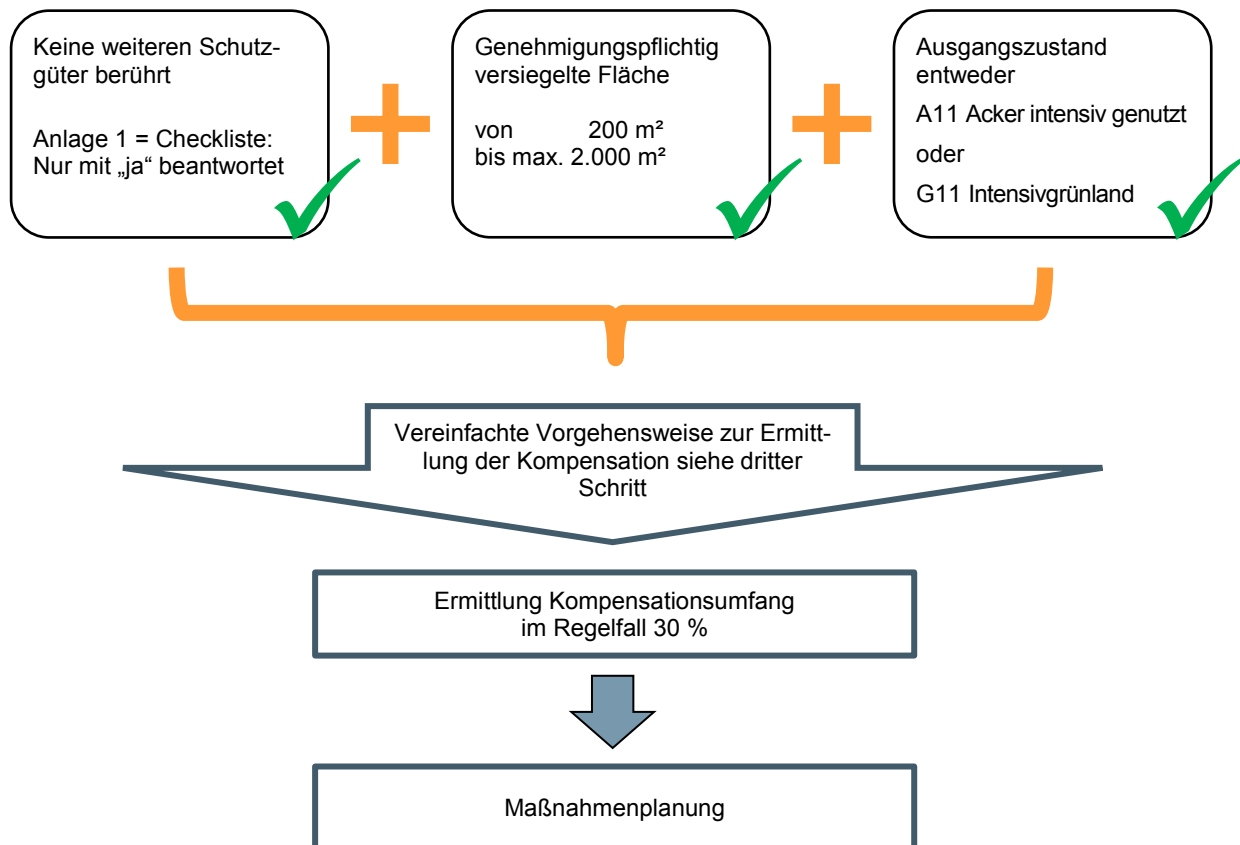 Keine weiteren Schutz-
güter berührt
Anlage 1 = Checkliste:
Nur mit „ja“ beantwortet
Genehmigungspflichtig
versiegelte Fläche
von 200 m²
bis max. 2.000 m²
Ausgangszustand
entweder
A11 Acker intensiv genutzt
oder
G11 Intensivgrünland
Vereinfachte Vorgehensweise zur Ermitt-
lung der Kompensation siehe dritter
Schritt
Ermittlung Kompensationsumfang
im Regelfall 30 %
Maßnahmenplanung